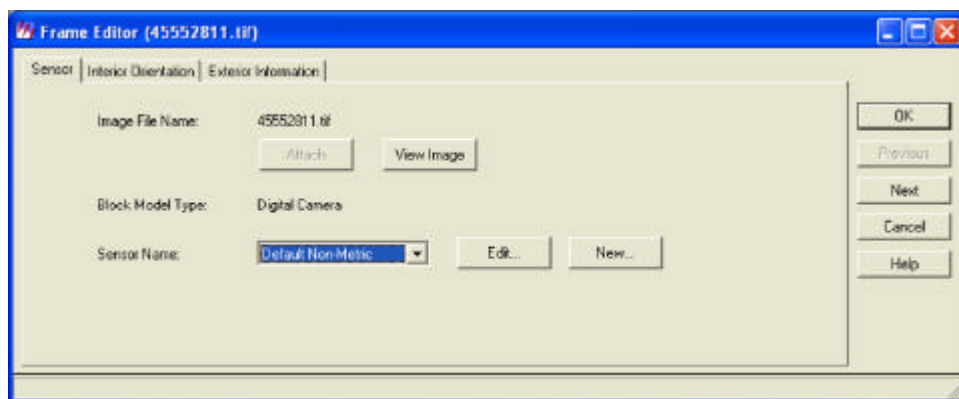 Frame Editor (45552811.tif)
Sensor Interior Orientation Exterior Information
Image File Name: 45552811.tif
Attach View Image
Block Model Type: Digital Camera
Sensor Name: Default Non-Metric Edit... New...
OK
Previous
Next
Cancel
Help